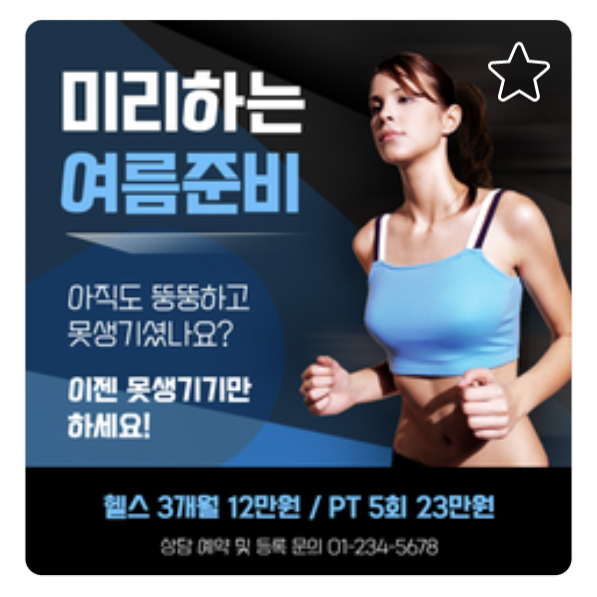 미리하는
여름준비
아직도 뚱뚱하고
못생기셨나요?
이젠 못생기기만
하세요!
헬스 3개월 12만원 / PT 5회 23만원
상담 예약 및 등록 문의 01-234-5678